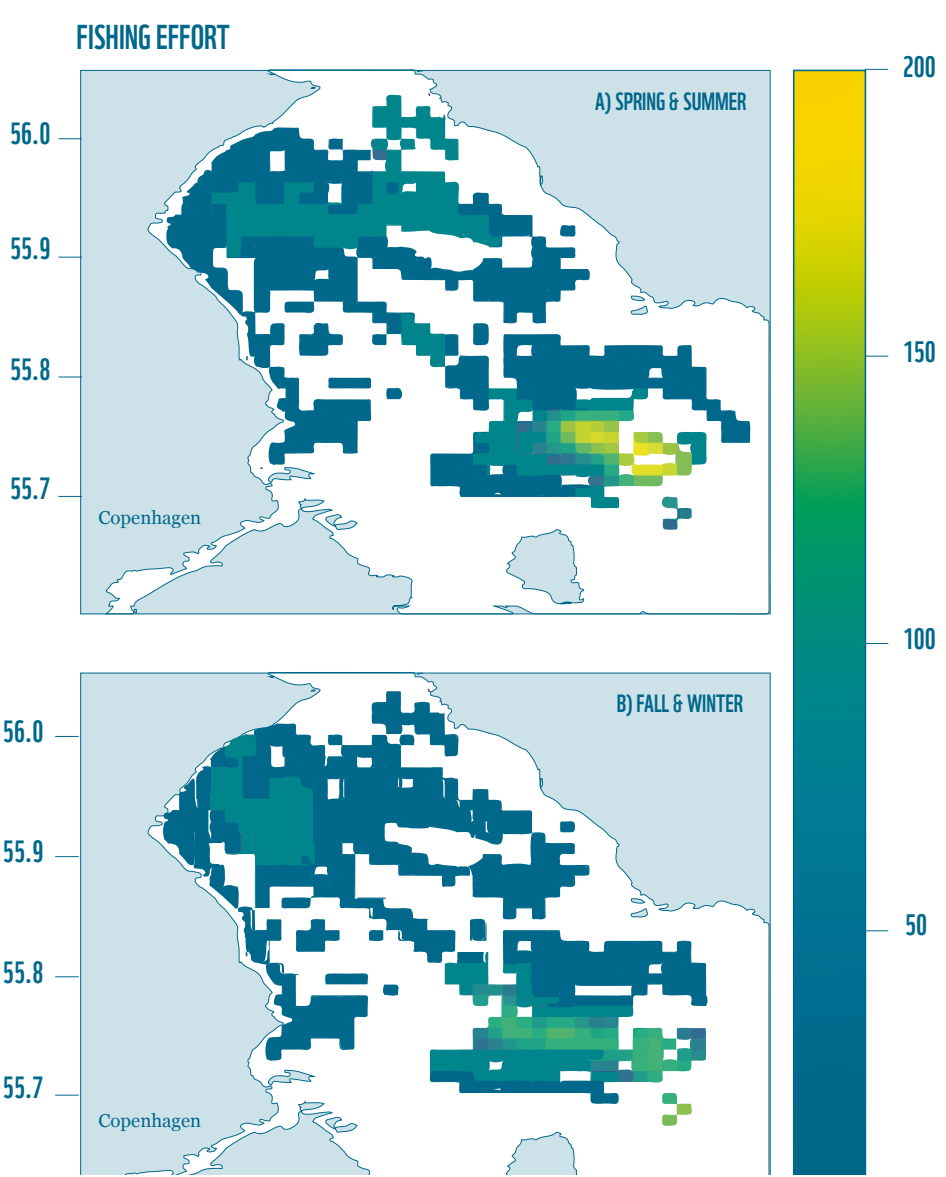 FISHING EFFORT
A) SPRING & SUMMER
56.0
55.9
55.8
55.7
Copenhagen
B) FALL & WINTER
56.0
55.9
55.8
55.7
Copenhagen
200
150
100
50